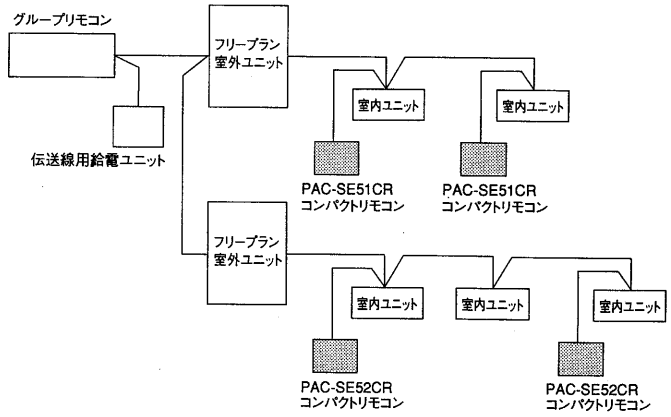 グループリモコン
フリープラン
室外ユニット
室内ユニット
室内ユニット
伝送線用給電ユニット
PAC-SE51CR
コンパクトリモコン
PAC-SE51CR
コンパクトリモコン
フリープラン
室外ユニット
室内ユニット
室内ユニット
室内ユニット
PAC-SE52CR
コンパクトリモコン
PAC-SE52CR
コンパクトリモコン